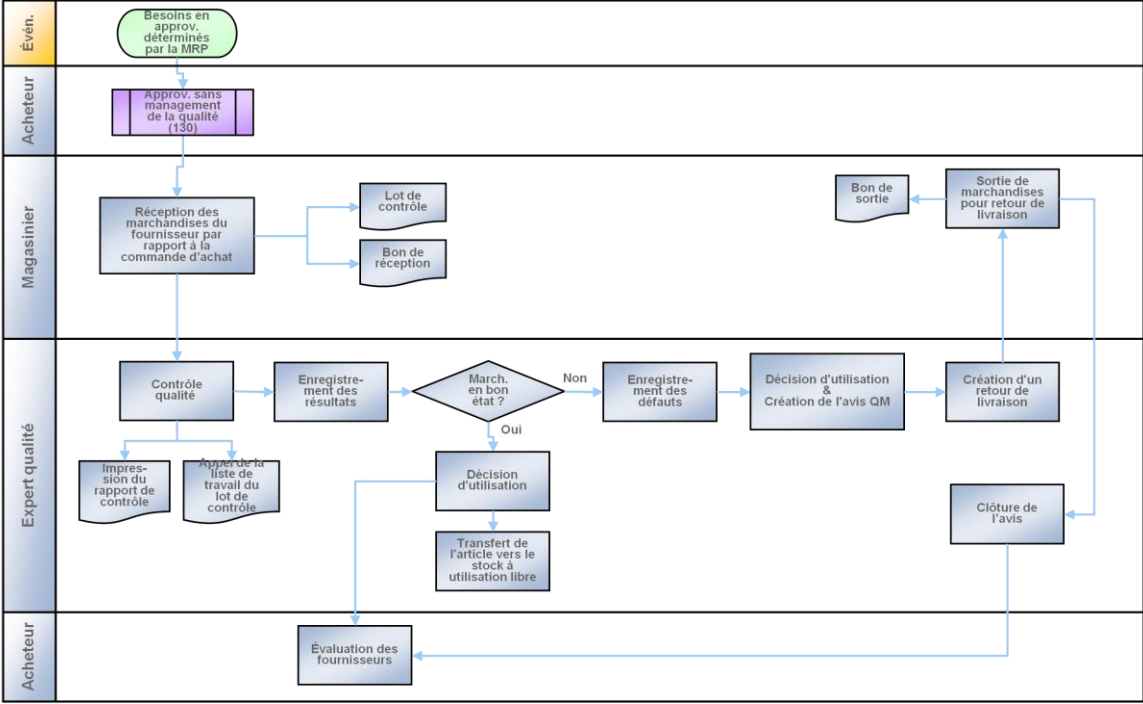 Évén.
Besoins en
approv.
déterminés
par la MRP
Acheteur
Approv. sans
management
de la qualité
(130)
Magasinier
Réception des
marchandises du
fournisseur par
rapport à la
commande d'achat
Lot de
contrôle
Bon de
réception
Bon de
sortie
Sortie de
marchandises
pour retour de
livraison
Expert qualité
Contrôle
qualité
Enregistre-
ment des
résultats
March.
en bon
état ?
Non
Enregistre-
ment des
défauts
Décision d'utilisation
&
Création de l'avis QM
Création d'un
retour de
livraison
Oui
Impres-
sion du
rapport de
contrôle
Appel de la
liste de
travail du
lot de
contrôle
Décision
d'utilisation
Transfert de
l'article vers le
stock à
utilisation libre
Clôture de
l'avis
Acheteur
Évaluation des
fournisseurs